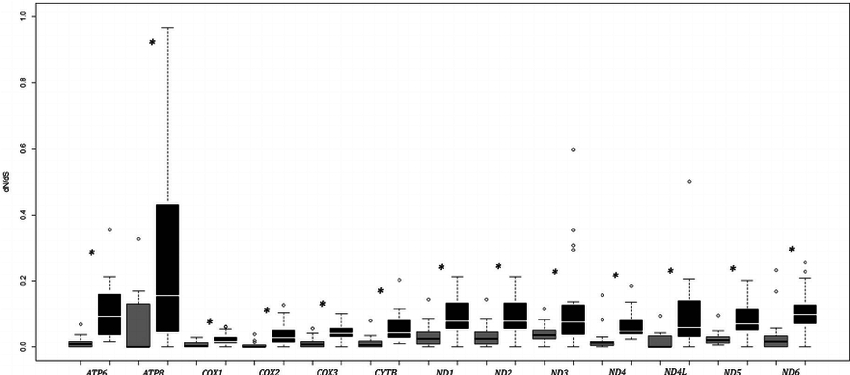 1.0
0.8
0.6
0.4
0.2
0.0
dN/dS
* * * * * * * * * * * * *
ATP6 ATP8 COX1 COX2 COX3 CYTB ND1 ND2 ND3 ND4 ND4L ND5 ND6